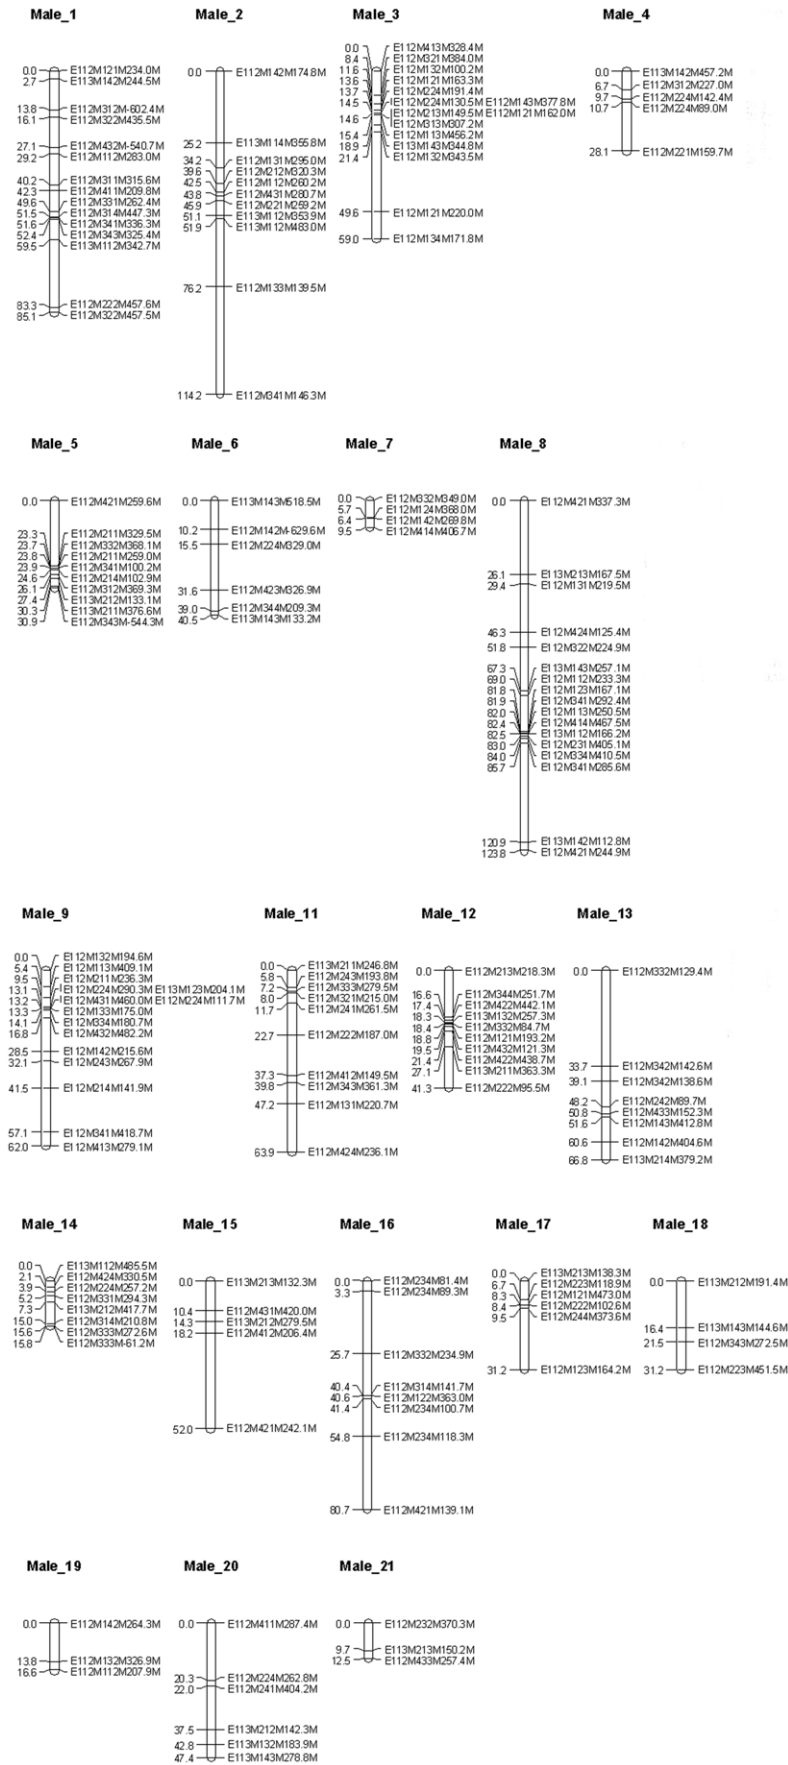 Male_1
0.0 E112M121M234.0M
2.7 E113M142M244.5M
13.8 E112M312M-602.4M
16.1 E112M322M435.5M
27.1 E112M432M-540.7M
29.2 E112M112M283.0M
40.2 E112M311M315.6M
42.3 E112M411M209.8M
49.6 E112M331M262.4M
51.5 E112M314M447.3M
51.6 E112M341M336.3M
52.4 E112M343M325.4M
59.5 E113M112M342.7M
83.3 E112M222M457.6M
85.1 E112M322M457.5M
Male_2
0.0 E112M142M174.8M
25.2 E113M114M355.8M
34.2 E112M131M295.0M
39.6 E112M212M320.3M
42.5 E112M112M260.2M
43.8 E112M431M280.7M
45.9 E112M221M259.2M
51.1 E113M112M353.9M
51.9 E113M112M483.0M
76.2 E112M133M139.5M
114.2 E112M341M146.3M
Male_3
0.0 E112M413M328.4M
8.4 E112M321M384.0M
11.6 E112M132M100.2M
13.6 E112M121M163.3M
13.7 E112M224M191.4M
14.5 E112M224M130.5M E112M143M377.8M
14.6 E112M213M149.5M E112M121M162.0M
E112M313M307.2M
15.4 E112M113M456.2M
18.9 E113M143M344.8M
21.4 E112M132M343.5M
49.6 E112M121M220.0M
59.0 E112M134M171.8M
Male_4
0.0 E113M142M457.2M
6.7 E112M312M227.0M
9.7 E112M224M142.4M
10.7 E112M224M89.0M
28.1 E112M221M159.7M
Male_5
0.0 E112M421M259.6M
23.3 E112M211M329.5M
23.7 E112M332M368.1M
23.8 E112M211M259.0M
23.9 E112M341M100.2M
24.6 E112M214M102.9M
26.1 E112M312M369.3M
27.4 E113M212M133.1M
30.3 E113M211M376.6M
30.9 E112M343M-544.3M
Male_6
0.0 E113M143M518.5M
10.2 E112M142M-629.6M
15.5 E112M224M329.0M
31.6 E112M423M326.9M
39.0 E112M344M209.3M
40.5 E113M143M133.2M
Male_7
0.0 E112M332M349.0M
5.7 E112M124M368.0M
6.4 E112M142M269.8M
9.5 E112M414M406.7M
Male_8
0.0 E112M421M337.3M
26.1 E113M213M167.5M
29.4 E112M131M219.5M
46.3 E112M424M125.4M
51.8 E112M322M224.9M
67.3 E113M143M257.1M
69.0 E112M112M233.3M
81.8 E112M123M167.1M
81.9 E112M341M292.4M
82.0 E112M113M250.5M
82.4 E112M414M467.5M
82.5 E113M112M166.2M
83.0 E112M231M405.1M
84.0 E112M334M410.5M
85.7 E112M341M285.6M
120.9 E113M142M112.8M
123.8 E112M421M244.9M
Male_9
0.0 E112M132M194.6M
5.4 E112M113M409.1M
9.5 E112M211M236.3M
13.1 E112M224M290.3M E113M123M204.1M
13.2 E112M431M460.0M E112M224M111.7M
13.3 E112M133M175.0M
14.1 E112M334M180.7M
16.8 E112M432M482.2M
28.5 E112M142M215.6M
32.1 E112M243M267.9M
41.5 E112M214M141.9M
57.1 E112M341M418.7M
62.0 E112M413M279.1M
Male_11
0.0 E113M211M246.8M
5.8 E112M243M193.8M
7.2 E112M333M279.5M
8.0 E112M321M215.0M
11.7 E112M241M261.5M
22.7 E112M222M187.0M
37.3 E112M412M149.5M
39.8 E112M343M361.3M
47.2 E112M131M220.7M
63.9 E112M424M236.1M
Male_12
0.0 E112M213M218.3M
16.6 E112M344M251.7M
17.4 E112M422M442.1M
18.3 E113M132M257.3M
18.4 E112M332M84.7M
18.8 E112M121M193.2M
19.5 E112M432M121.3M
21.4 E112M422M438.7M
27.1 E113M211M363.3M
41.3 E112M222M95.5M
Male_13
0.0 E112M332M129.4M
33.7 E112M342M142.6M
39.1 E112M342M138.6M
48.2 E112M242M89.7M
50.8 E112M433M152.3M
51.6 E112M143M412.8M
60.6 E112M142M404.6M
66.8 E113M214M379.2M
Male_14
0.0 E113M112M485.5M
2.1 E112M424M330.5M
3.9 E112M224M257.2M
5.2 E112M331M294.3M
7.3 E113M212M417.7M
15.0 E112M314M210.8M
15.6 E112M333M272.6M
15.8 E112M333M-61.2M
Male_15
0.0 E113M213M132.3M
10.4 E112M431M420.0M
14.3 E113M212M279.5M
18.2 E112M412M206.4M
52.0 E112M421M242.1M
Male_16
0.0 E112M234M81.4M
3.3 E112M234M89.3M
25.7 E112M332M234.9M
40.4 E112M314M141.7M
40.6 E112M122M363.0M
41.4 E112M234M100.7M
54.8 E112M234M118.3M
80.7 E112M421M139.1M
Male_17
0.0 E113M213M138.3M
6.7 E112M223M118.9M
8.3 E112M121M473.0M
8.4 E112M222M102.6M
9.5 E112M244M373.6M
31.2 E112M123M164.2M
Male_18
0.0 E113M212M191.4M
16.4 E113M143M144.6M
21.5 E112M343M272.5M
31.2 E112M223M451.5M
Male_19
0.0 E112M142M264.3M
13.8 E112M132M326.9M
16.6 E112M112M207.9M
Male_20
0.0 E112M411M287.4M
20.3 E112M224M262.8M
22.0 E112M241M404.2M
37.5 E113M212M142.3M
42.8 E113M132M183.9M
47.4 E113M143M278.8M
Male_21
0.0 E112M232M370.3M
9.7 E113M213M150.2M
12.5 E112M433M257.4M